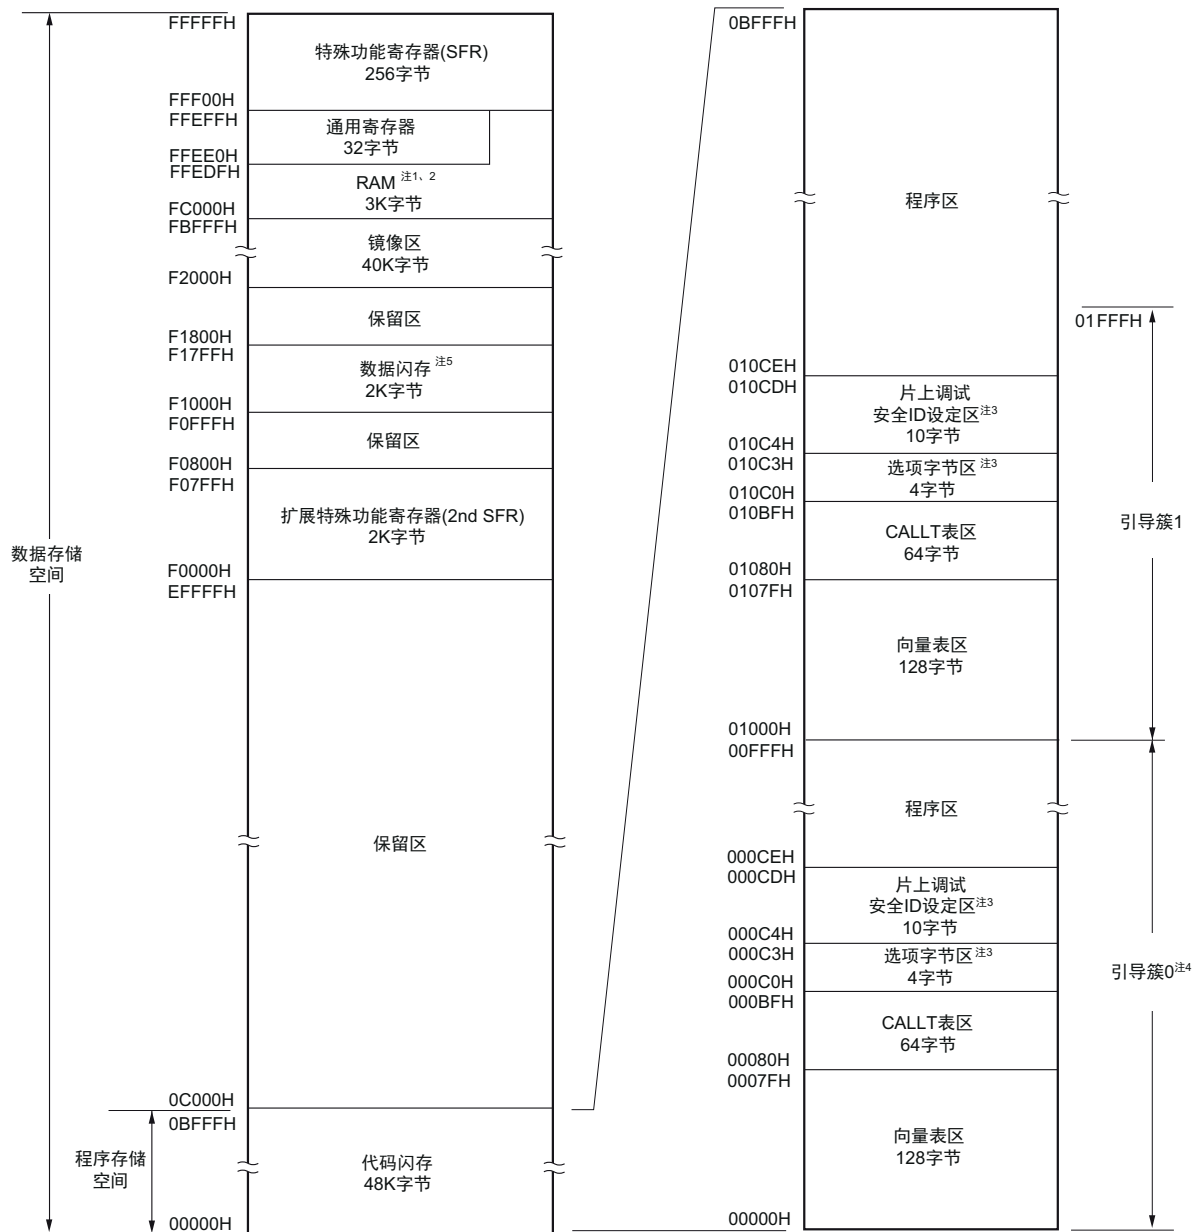 FFFFFH
特殊功能寄存器(SFR)
256字节
FFF00H
FFEFFH
通用寄存器
32字节
FFEE0H
FFEDFH
RAM 注1、2
3K字节
FC000H
FBFFFH
镜像区
40K字节
F2000H
保留区
F1800H
F17FFH
数据闪存 注5
2K字节
F1000H
F0FFFH
保留区
F0800H
F07FFH
扩展特殊功能寄存器(2nd SFR)
2K字节
F0000H
EFFFFH
保留区
0C000H
0BFFFH
代码闪存
48K字节
00000H
数据存储
空间
程序存储
空间
0BFFFH
程序区
01FFFH
010CEH
010CDH
片上调试
安全ID设定区注3
10字节
010C4H
010C3H
选项字节区 注3
4字节
010C0H
010BFH
CALLT表区
64字节
01080H
0107FH
向量表区
128字节
01000H
00FFFH
引导簇1
程序区
000CEH
000CDH
片上调试
安全ID设定区注3
10字节
000C4H
000C3H
选项字节区 注3
4字节
000C0H
000BFH
CALLT表区
64字节
00080H
0007FH
向量表区
128字节
00000H
引导簇0注4